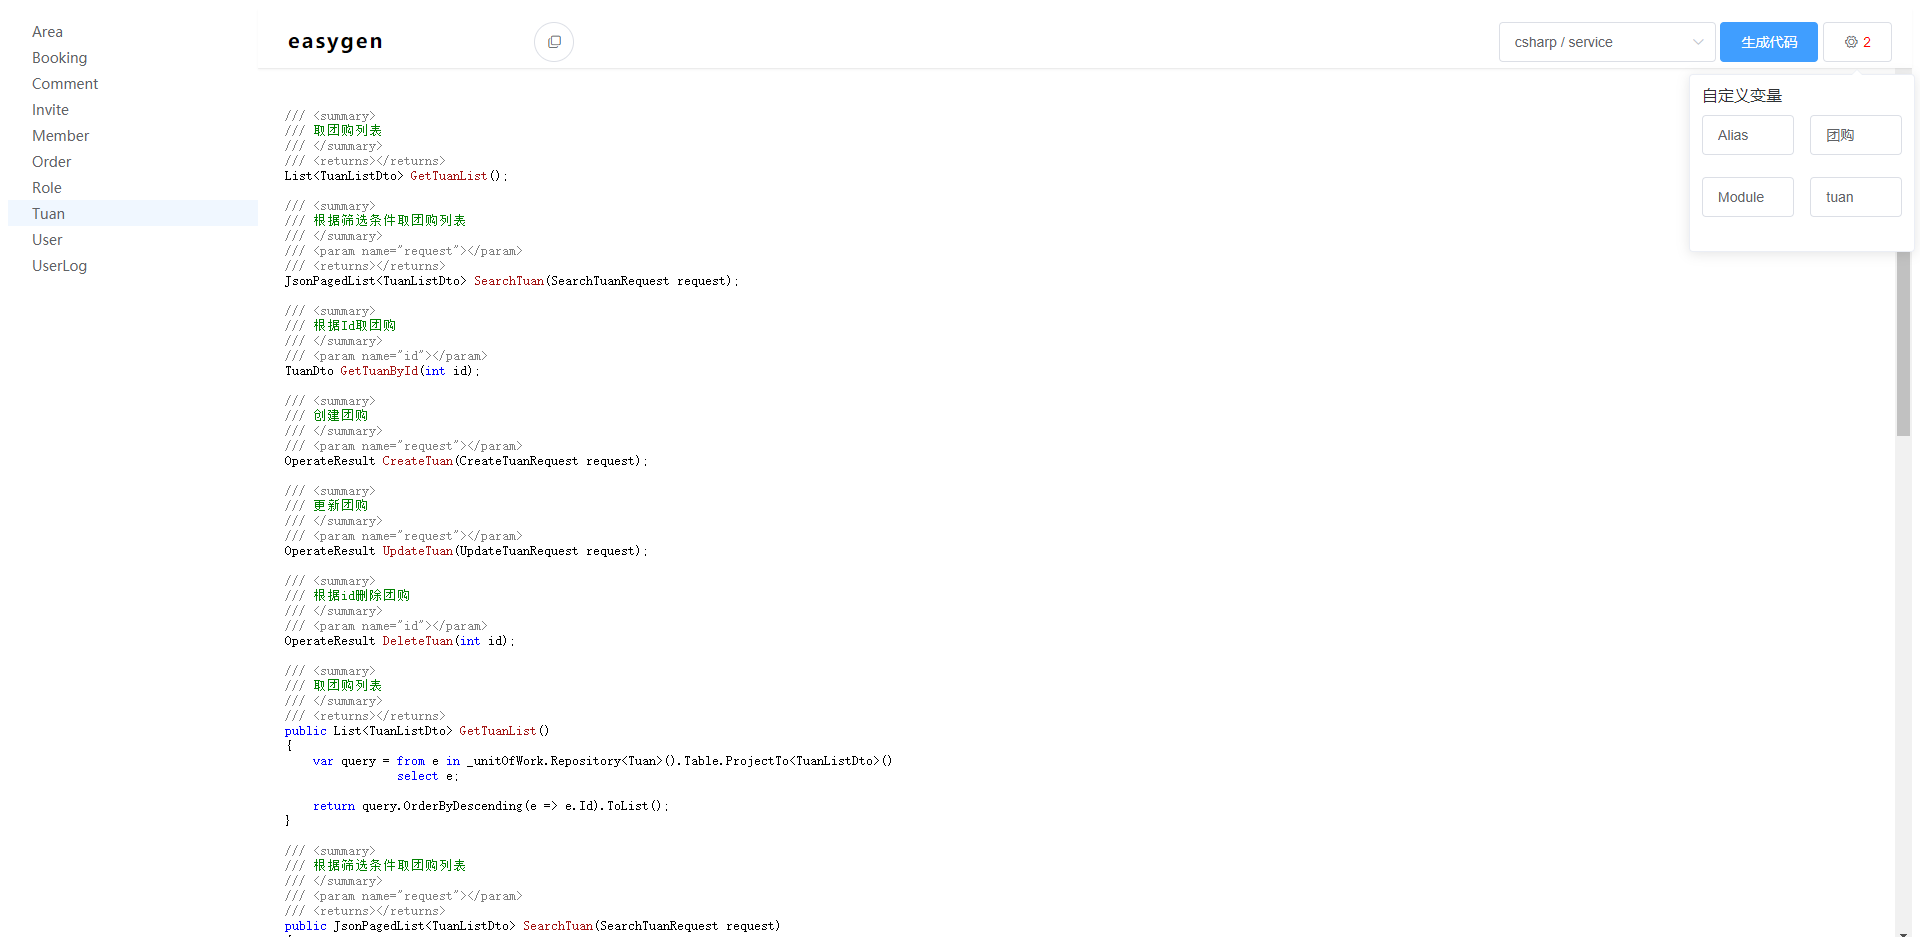 Area
Booking
Comment
Invite
Member
Order
Role
Tuan
User
UserLog
easygen
csharp / service
生成代码
2
自定义变量
Alias
团购
Module
tuan
/// <summary>
/// 取团购列表
/// </summary>
/// <returns></returns>
List<TuanListDto> GetTuanList();
/// <summary>
/// 根据筛选条件取团购列表
/// </summary>
/// <param name="request"></param>
/// <returns></returns>
JsonPagedList<TuanListDto> SearchTuan(SearchTuanRequest request);
/// <summary>
/// 根据Id取团购
/// </summary>
/// <param name="id"></param>
TuanDto GetTuanById(int id);
/// <summary>
/// 创建团购
/// </summary>
/// <param name="request"></param>
OperateResult CreateTuan(CreateTuanRequest request);
/// <summary>
/// 更新团购
/// </summary>
/// <param name="request"></param>
OperateResult UpdateTuan(UpdateTuanRequest request);
/// <summary>
/// 根据id删除团购
/// </summary>
/// <param name="id"></param>
OperateResult DeleteTuan(int id);
/// <summary>
/// 取团购列表
/// </summary>
/// <returns></returns>
public List<TuanListDto> GetTuanList()
{
var query = from e in _unitOfWork.Repository<Tuan>().Table.ProjectTo<TuanListDto>()
select e;
return query.OrderByDescending(e => e.Id).ToList();
}
/// <summary>
/// 根据筛选条件取团购列表
/// </summary>
/// <param name="request"></param>
/// <returns></returns>
public JsonPagedList<TuanListDto> SearchTuan(SearchTuanRequest request)